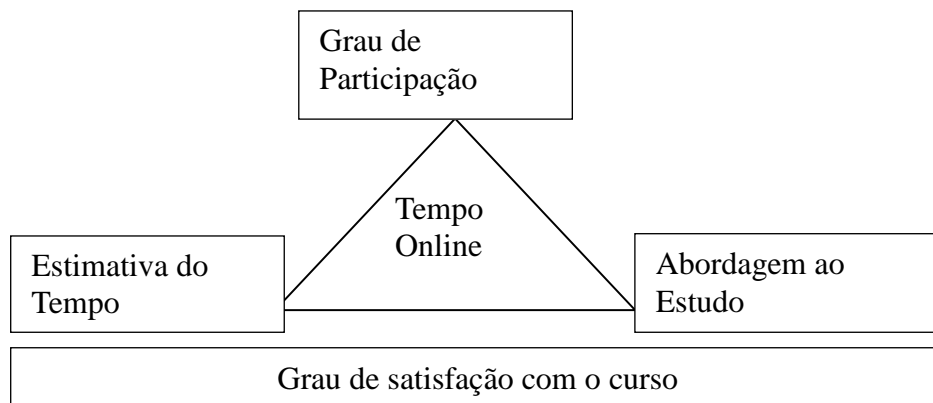 Grau de
Participação
Tempo
Online
Estimativa do
Tempo
Abordagem ao
Estudo
Grau de satisfação com o curso